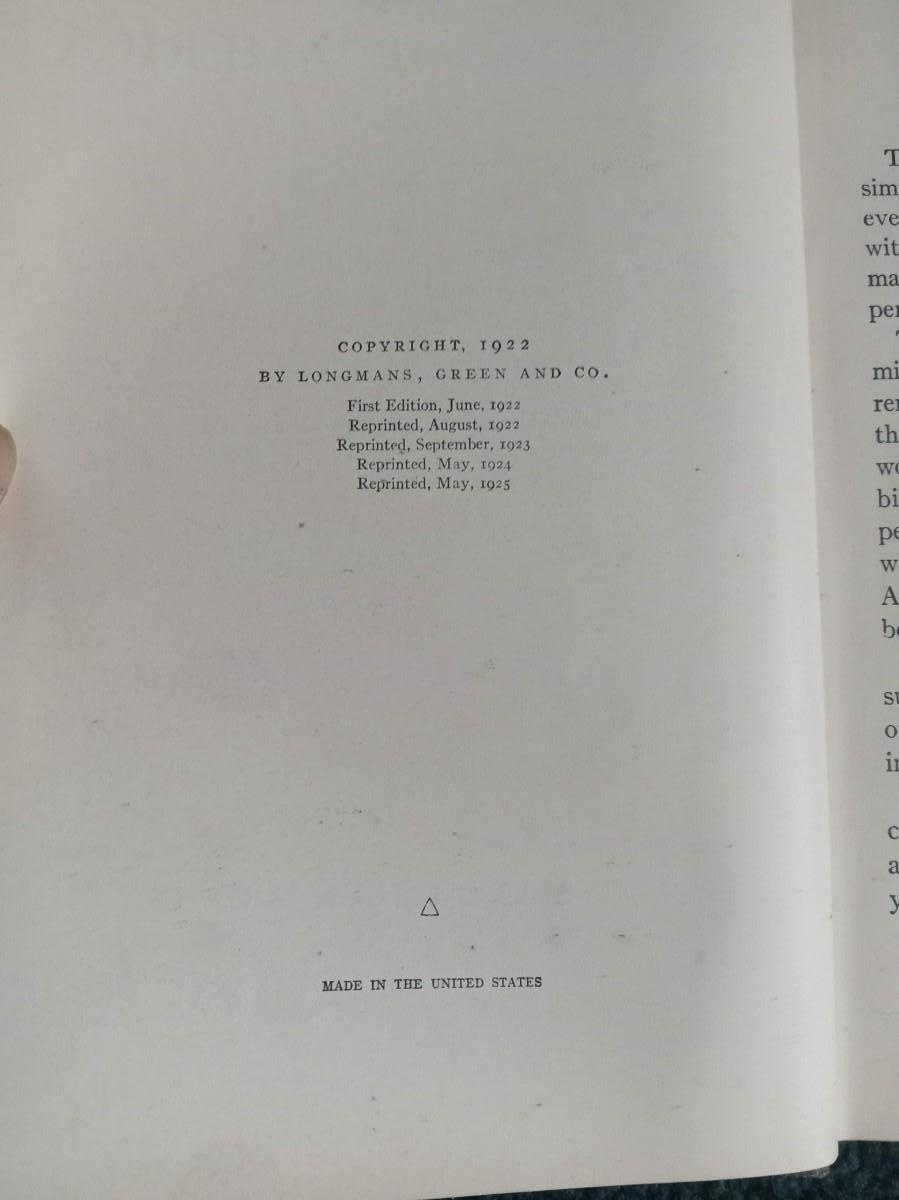 COPYRIGHT, 1922
BY LONGMANS, GREEN AND CO.
First Edition, June, 1922
Reprinted, August, 1922
Reprinted, September, 1923
Reprinted, May, 1924
Reprinted, May, 1925
MADE IN THE UNITED STATES